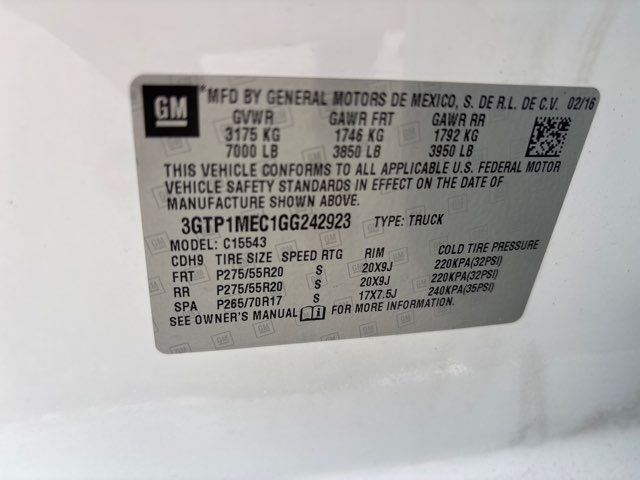 GM *MFD BY GENERAL MOTORS DE MEXICO, S. DE R.L. DE C.V. 02/16
GVWR GAWR FRT GAWR RR
3175 KG 1746 KG 1792 KG
7000 LB 3850 LB 3950 LB
THIS VEHICLE CONFORMS TO ALL APPLICABLE U.S. FEDERAL MOTOR
VEHICLE SAFETY STANDARDS IN EFFECT ON THE DATE OF
MANUFACTURE SHOWN ABOVE.
3GTP1MEC1GG242923 TYPE: TRUCK
MODEL: C15543
CDH9 TIRE SIZE SPEED RTG RIM COLD TIRE PRESSURE
FRT P275/55R20 S 20X9J 220KPA(32PSI)
RR P275/55R20 S 20X9J 220KPA(32PSI)
SPA P265/70R17 S 17X7.5J 240KPA(35PSI)
SEE OWNER'S MANUAL i FOR MORE INFORMATION